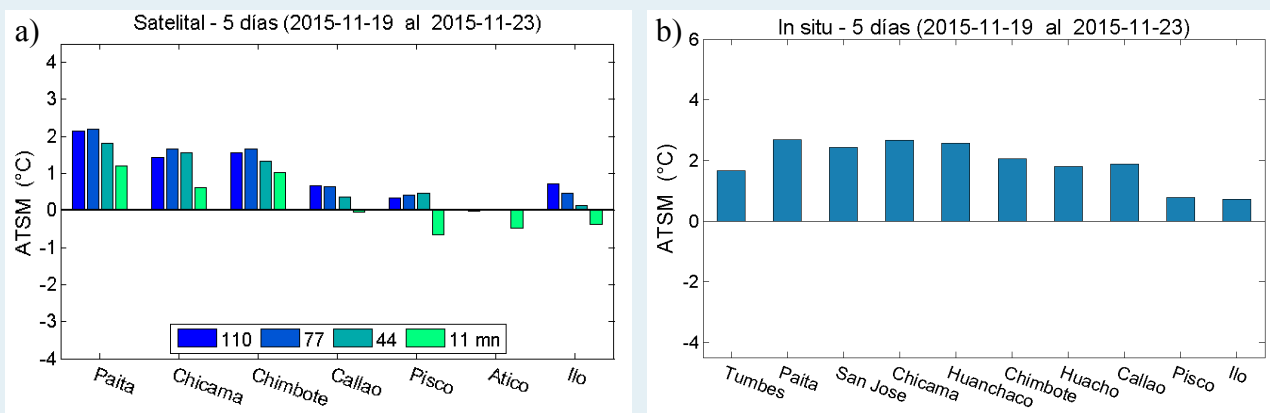 a)
Satelital - 5 días (2015-11-19 al 2015-11-23)
ATSM (°C)
4
3
2
1
0
-1
-2
-3
-4
110 77 44 11 mn
Paita Chicama Chimbote Callao Pisco Atico Ilo
b)
In situ - 5 días (2015-11-19 al 2015-11-23)
ATSM (°C)
6
4
2
0
-2
-4
Tumbes Paita San Jose Chicama Huanchaco Chimbote Huacho Callao Pisco Ilo